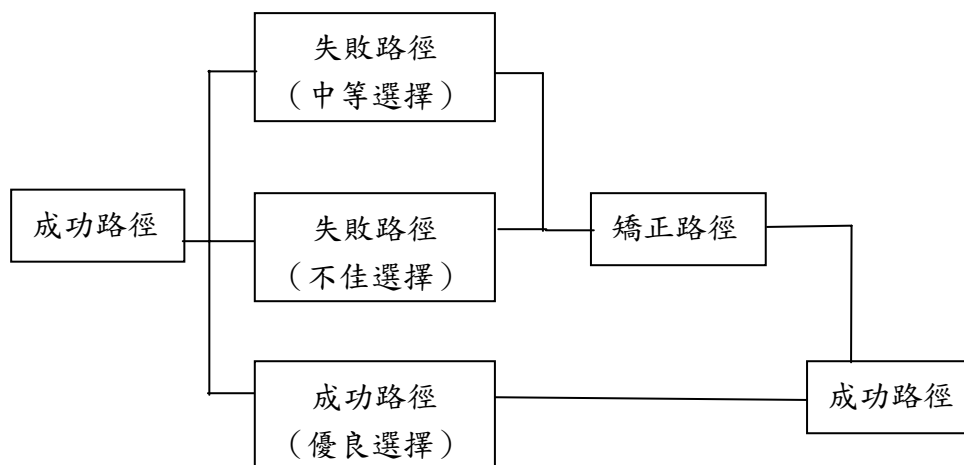 失敗路徑
（中等選擇）
成功路徑
失敗路徑
（不佳選擇）
矯正路徑
成功路徑
（優良選擇）
成功路徑